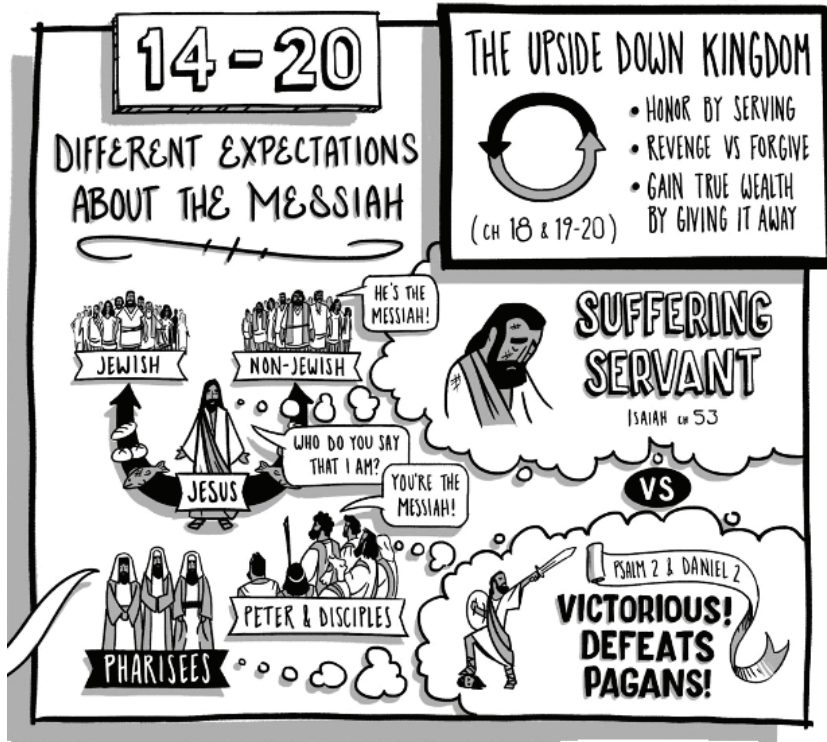 14-20
DIFFERENT EXPECTATIONS
ABOUT THE MESSIAH
THE UPSIDE DOWN KINGDOM
• HONOR BY SERVING
• REVENGE VS FORGIVE
• GAIN TRUE WEALTH
BY GIVING IT AWAY
(CH 18 & 19-20)
JEWISH
NON-JEWISH
HE'S THE
MESSIAH!
WHO DO YOU SAY
THAT I AM?
JESUS
YOU'RE THE
MESSIAH!
PETER & DISCIPLES
PHARISEES
SUFFERING
SERVANT
ISAIAH CH 53
VS
PSALM 2 & DANIEL 2
VICTORIOUS!
DEFEATS
PAGANS!